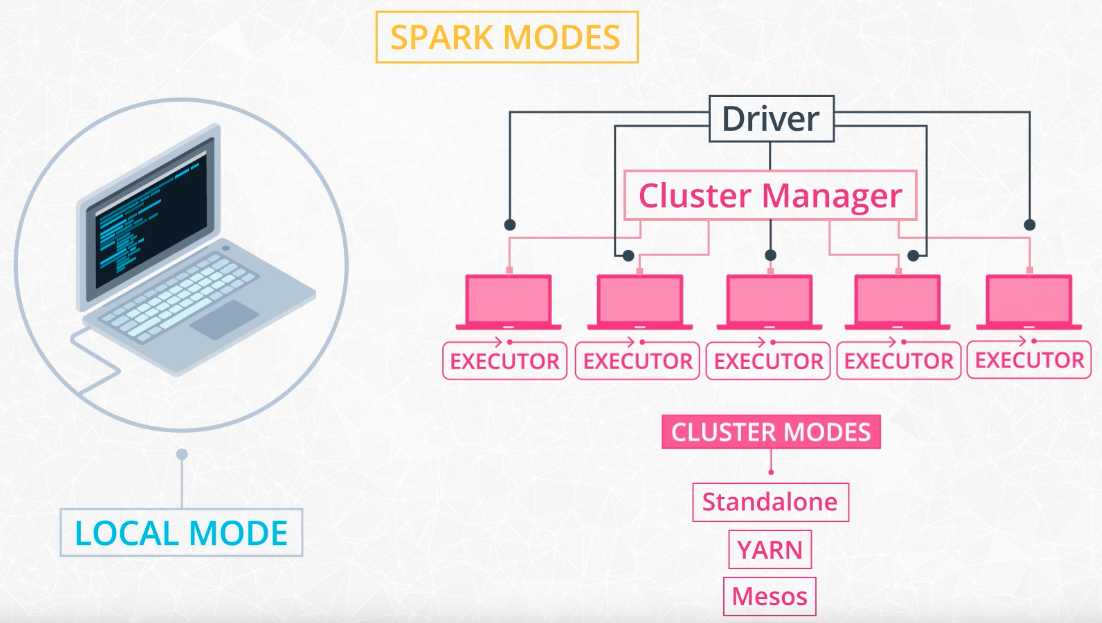 SPARK MODES
LOCAL MODE
Driver
Cluster Manager
EXECUTOR EXECUTOR EXECUTOR EXECUTOR EXECUTOR
CLUSTER MODES
Standalone
YARN
Mesos